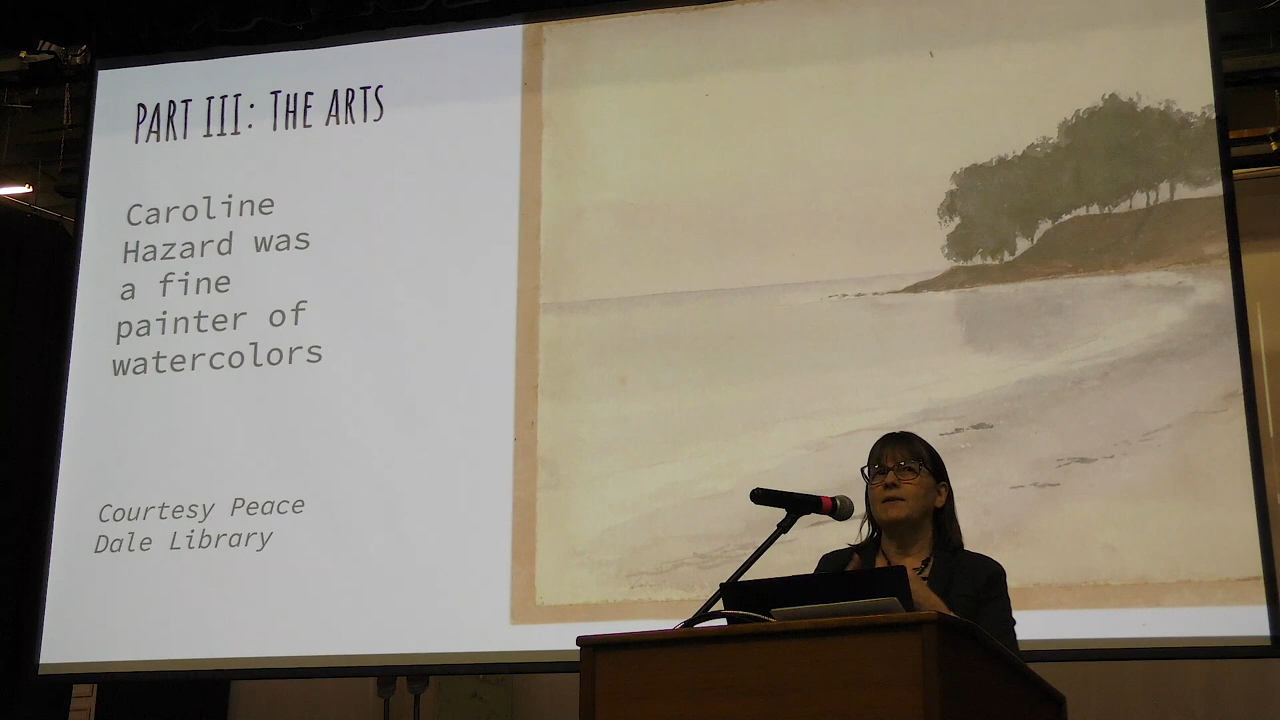 PART III: THE ARTS
Caroline
Hazard was
a fine
painter of
watercolors
Courtesy Peace
Dale Library